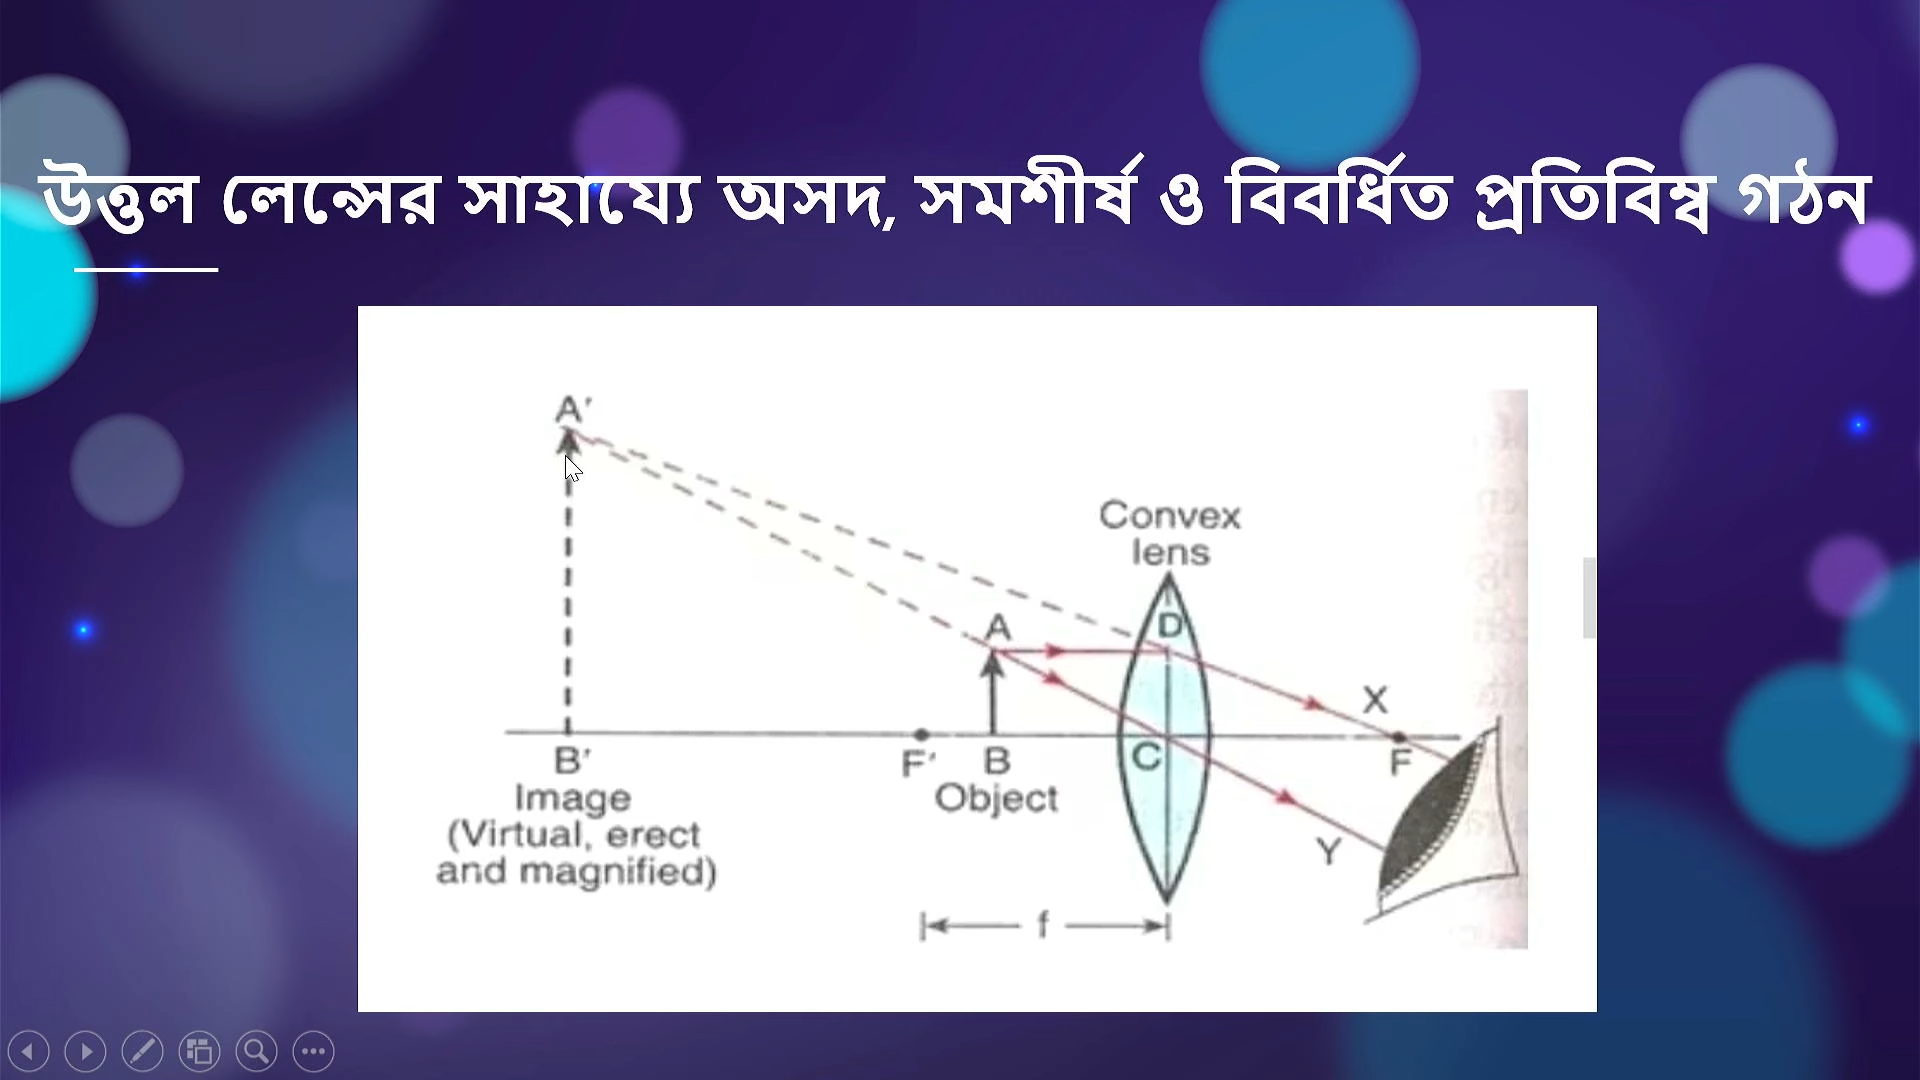 উত্তল লেন্সের সাহায্যে অসদ, সমশীর্ষ ও বিবর্ধিত প্রতিবিম্ব গঠন
A′
Convex
lens
D
A
X
B′
F′
B
C
F
Image
Object
(Virtual, erect
and magnified)
Y
f